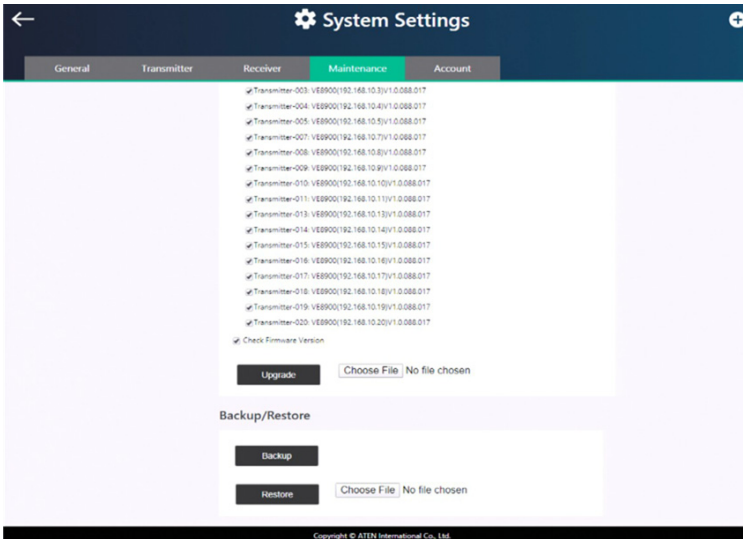 System Settings
General Transmitter Receiver Maintenance Account
Transmitter-003: VE8900(192.168.10.3)V1.0.088.017
Transmitter-004: VE8900(192.168.10.4)V1.0.088.017
Transmitter-005: VE8900(192.168.10.5)V1.0.088.017
Transmitter-007: VE8900(192.168.10.7)V1.0.088.017
Transmitter-008: VE8900(192.168.10.8)V1.0.088.017
Transmitter-009: VE8900(192.168.10.9)V1.0.088.017
Transmitter-010: VE8900(192.168.10.10)V1.0.088.017
Transmitter-011: VE8900(192.168.10.11)V1.0.088.017
Transmitter-013: VE8900(192.168.10.13)V1.0.088.017
Transmitter-014: VE8900(192.168.10.14)V1.0.088.017
Transmitter-015: VE8900(192.168.10.15)V1.0.088.017
Transmitter-016: VE8900(192.168.10.16)V1.0.088.017
Transmitter-017: VE8900(192.168.10.17)V1.0.088.017
Transmitter-018: VE8900(192.168.10.18)V1.0.088.017
Transmitter-019: VE8900(192.168.10.19)V1.0.088.017
Transmitter-020: VE8900(192.168.10.20)V1.0.088.017
Check Firmware Version
Upgrade Choose File No file chosen
Backup/Restore
Backup
Restore Choose File No file chosen
Copyright © ATEN International Co., Ltd.